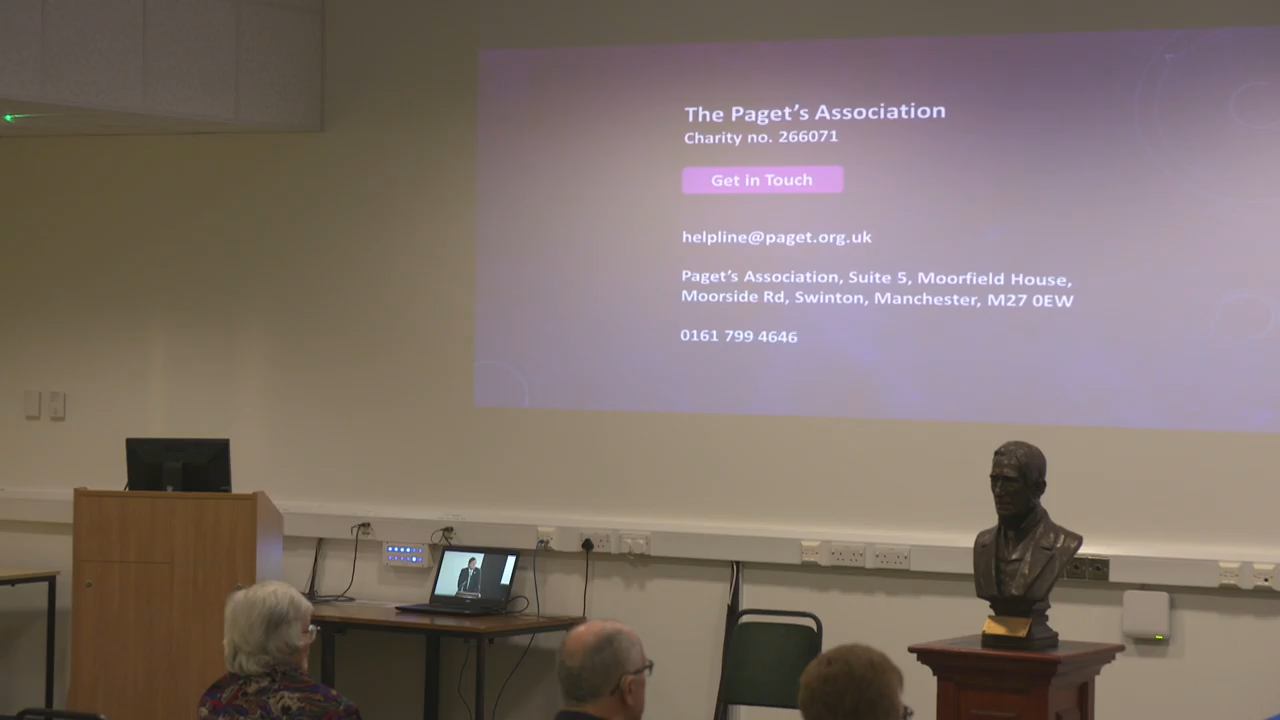 The Paget's Association
Charity no. 266071
Get in Touch
helpline@paget.org.uk
Paget's Association, Suite 5, Moorfield House,
Moorside Rd, Swinton, Manchester, M27 0EW
0161 799 4646